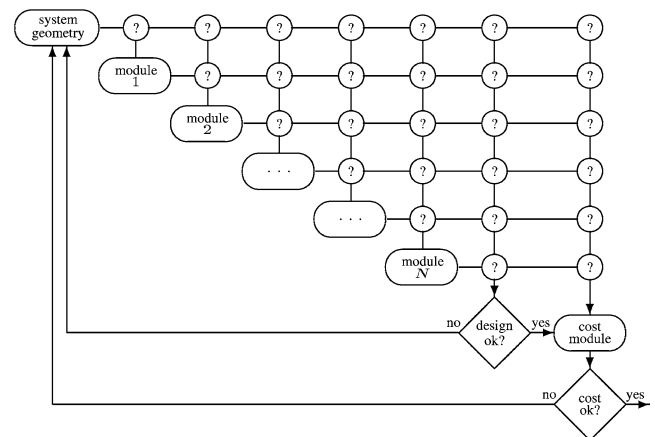 system
geometry
? ? ? ? ? ? ?
module
1
? ? ? ? ? ?
module
2
? ? ? ? ?
. . .
? ? ? ?
. . .
? ? ?
module
N
? ?
no
design
ok?
yes
cost
module
no
cost
ok?
yes